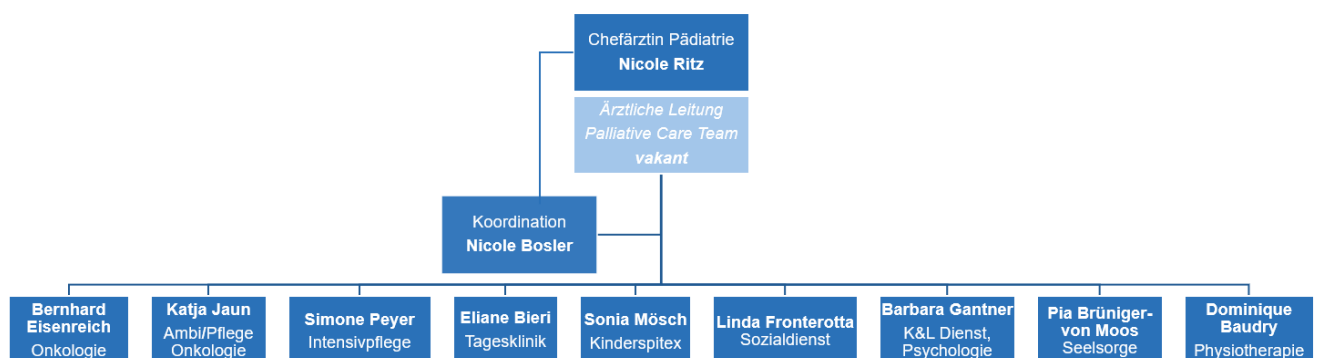 Chefärztin Pädiatrie
Nicole Ritz
Ärztliche Leitung
Palliative Care Team
vakant
Koordination
Nicole Bosler
Bernhard
Eisenreich
Onkologie
Katja Jaun
Ambi/Pflege
Onkologie
Simone Peyer
Intensivpflege
Eliane Bieri
Tagesklinik
Sonia Mösch
Kinderspitex
Linda Fronterotta
Sozialdienst
Barbara Gantner
K&L Dienst,
Psychologie
Pia Brüniger-
von Moos
Seelsorge
Dominique
Baudry
Physiotherapie